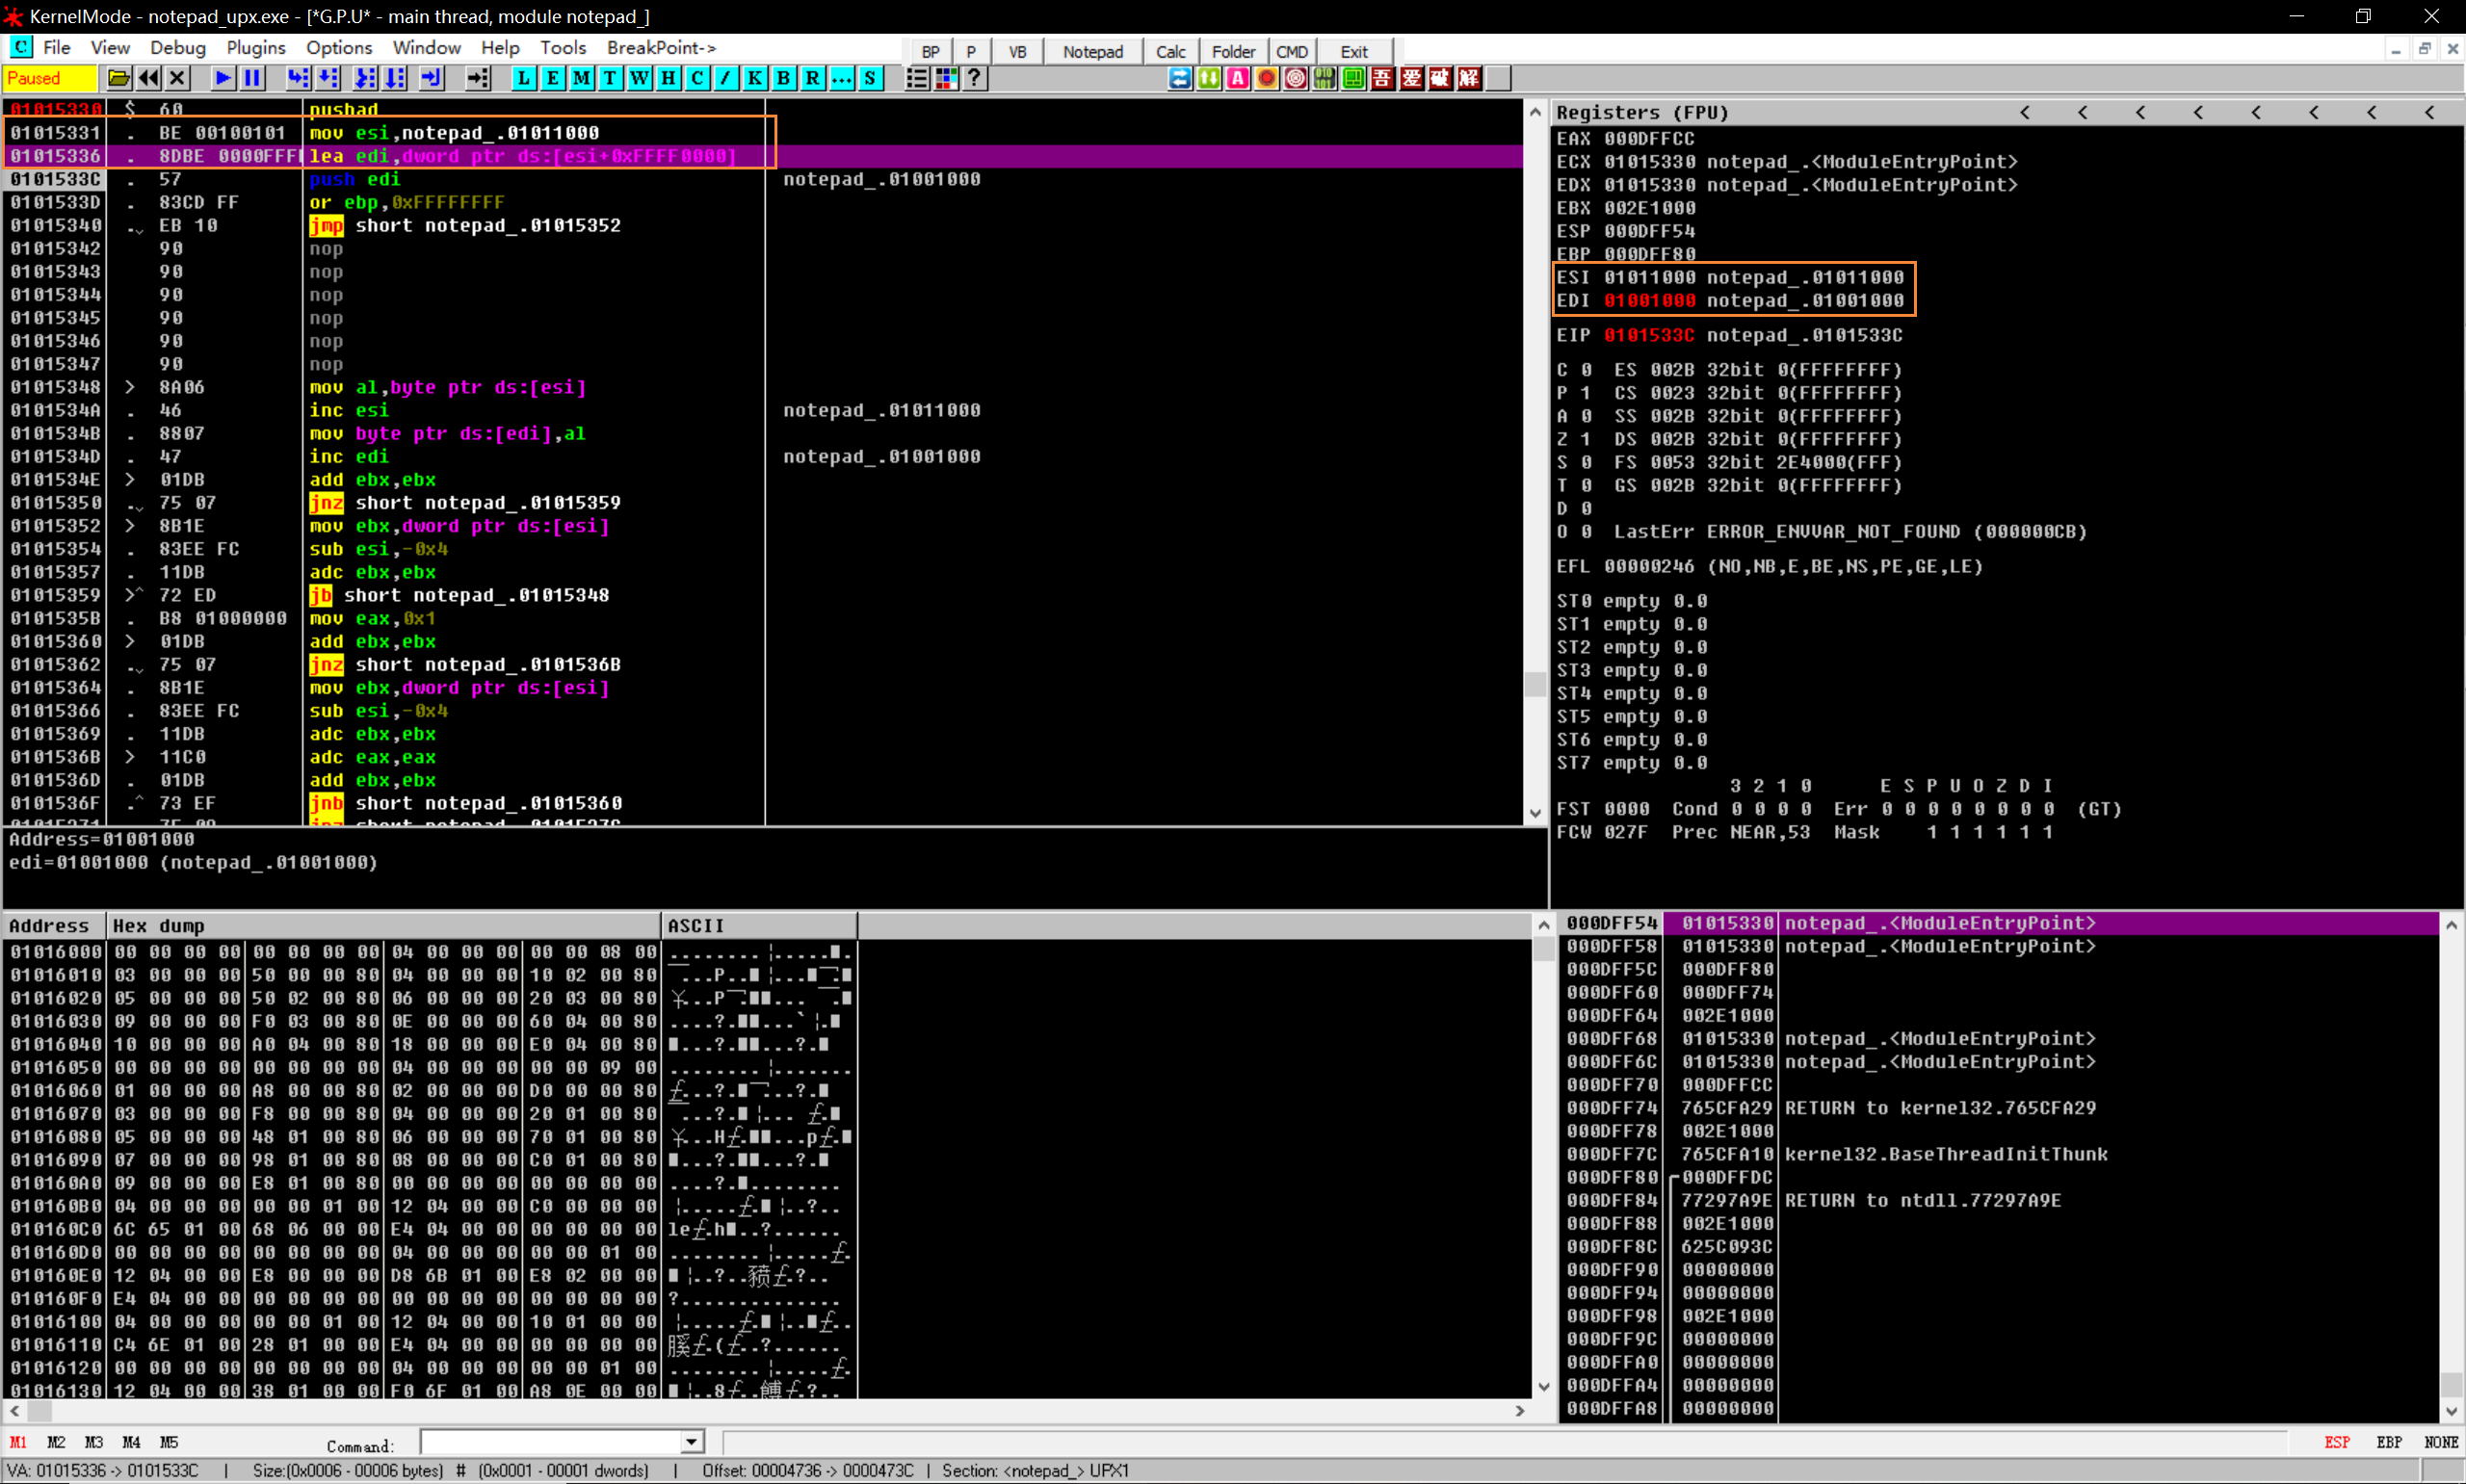 KernelMode - notepad_upx.exe - [*G.P.U* - main thread, module notepad_]
C File View Debug Plugins Options Window Help Tools BreakPoint-> BP P VB Notepad Calc Folder CMD Exit
Paused L E M T W H C / K B R ... S ? A 吾 爱 破 解
01015330 $ 60 pushad
01015331 . BE 00100101 mov esi,notepad_.01011000
01015336 . 8DBE 0000FFFF lea edi,dword ptr ds:[esi+0xFFFF0000]
0101533C . 57 push edi notepad_.01001000
0101533D . 83CD FF or ebp,0xFFFFFFFF
01015340 . EB 10 jmp short notepad_.01015352
01015342 90 nop
01015343 90 nop
01015344 90 nop
01015345 90 nop
01015346 90 nop
01015347 90 nop
01015348 > 8A06 mov al,byte ptr ds:[esi]
0101534A . 46 inc esi notepad_.01011000
0101534B . 8807 mov byte ptr ds:[edi],al
0101534D . 47 inc edi notepad_.01001000
0101534E > 01DB add ebx,ebx
01015350 . 75 07 jnz short notepad_.01015359
01015352 > 8B1E mov ebx,dword ptr ds:[esi]
01015354 . 83EE FC sub esi,-0x4
01015357 . 11DB adc ebx,ebx
01015359 >^ 72 ED jb short notepad_.01015348
0101535B . B8 01000000 mov eax,0x1
01015360 > 01DB add ebx,ebx
01015362 . 75 07 jnz short notepad_.0101536B
01015364 . 8B1E mov ebx,dword ptr ds:[esi]
01015366 . 83EE FC sub esi,-0x4
01015369 . 11DB adc ebx,ebx
0101536B > 11C0 adc eax,eax
0101536D . 01DB add ebx,ebx
0101536F .^ 73 EF jnb short notepad_.01015360
Address=01001000
edi=01001000 (notepad_.01001000)
Registers (FPU) < < < < < < < <
EAX 000DFFCC
ECX 01015330 notepad_.<ModuleEntryPoint>
EDX 01015330 notepad_.<ModuleEntryPoint>
EBX 002E1000
ESP 000DFF54
EBP 000DFF80
ESI 01011000 notepad_.01011000
EDI 01001000 notepad_.01001000
EIP 0101533C notepad_.0101533C
C 0 ES 002B 32bit 0(FFFFFFFF)
P 1 CS 0023 32bit 0(FFFFFFFF)
A 0 SS 002B 32bit 0(FFFFFFFF)
Z 1 DS 002B 32bit 0(FFFFFFFF)
S 0 FS 0053 32bit 2E4000(FFF)
T 0 GS 002B 32bit 0(FFFFFFFF)
D 0
O 0 LastErr ERROR_ENVVAR_NOT_FOUND (000000CB)
EFL 00000246 (NO,NB,E,BE,NS,PE,GE,LE)
ST0 empty 0.0
ST1 empty 0.0
ST2 empty 0.0
ST3 empty 0.0
ST4 empty 0.0
ST5 empty 0.0
ST6 empty 0.0
ST7 empty 0.0
3 2 1 0 E S P U O Z D I
FST 0000 Cond 0 0 0 0 Err 0 0 0 0 0 0 0 0 (GT)
FCW 027F Prec NEAR,53 Mask 1 1 1 1 1 1
Address Hex dump ASCII
01016000 00 00 00 00 00 00 00 00 04 00 00 00 00 00 08 00
01016010 03 00 00 00 50 00 00 80 04 00 00 00 10 02 00 80
01016020 05 00 00 00 50 02 00 80 06 00 00 00 20 03 00 80
01016030 09 00 00 00 F0 03 00 80 0E 00 00 00 60 04 00 80
01016040 10 00 00 00 A0 04 00 80 18 00 00 00 E0 04 00 80
01016050 00 00 00 00 00 00 00 00 04 00 00 00 00 00 09 00
01016060 01 00 00 00 A8 00 00 80 02 00 00 00 D0 00 00 80
01016070 03 00 00 00 F8 00 00 80 04 00 00 00 20 01 00 80
01016080 05 00 00 00 48 01 00 80 06 00 00 00 70 01 00 80
01016090 07 00 00 00 98 01 00 80 08 00 00 00 C0 01 00 80
010160A0 09 00 00 00 E8 01 00 80 00 00 00 00 00 00 00 00
010160B0 04 00 00 00 00 00 01 00 12 04 00 00 C0 00 00 00
010160C0 6C 65 01 00 68 06 00 00 E4 04 00 00 00 00 00 00
010160D0 00 00 00 00 00 00 00 00 04 00 00 00 00 00 01 00
010160E0 12 04 00 00 E8 00 00 00 D8 6B 01 00 E8 02 00 00
010160F0 E4 04 00 00 00 00 00 00 00 00 00 00 00 00 00 00
01016100 04 00 00 00 00 00 01 00 12 04 00 00 10 01 00 00
01016110 C4 6E 01 00 28 01 00 00 E4 04 00 00 00 00 00 00
01016120 00 00 00 00 00 00 00 00 04 00 00 00 00 00 01 00
01016130 12 04 00 00 38 01 00 00 F0 6F 01 00 A8 0E 00 00
000DFF54 01015330 notepad_.<ModuleEntryPoint>
000DFF58 01015330 notepad_.<ModuleEntryPoint>
000DFF5C 000DFF80
000DFF60 000DFF74
000DFF64 002E1000
000DFF68 01015330 notepad_.<ModuleEntryPoint>
000DFF6C 01015330 notepad_.<ModuleEntryPoint>
000DFF70 000DFFCC
000DFF74 765CFA29 RETURN to kernel32.765CFA29
000DFF78 002E1000
000DFF7C 765CFA10 kernel32.BaseThreadInitThunk
000DFF80 000DFFDC
000DFF84 77297A9E RETURN to ntdll.77297A9E
000DFF88 002E1000
000DFF8C 625C093C
000DFF90 00000000
000DFF94 00000000
000DFF98 002E1000
000DFF9C 00000000
000DFFA0 00000000
000DFFA4 00000000
000DFFA8 00000000
M1 M2 M3 M4 M5 Command: ESP EBP NONE
VA: 01015336 -> 0101533C | Size:(0x0006 - 00006 bytes) # (0x0001 - 00001 dwords) | Offset: 00004736 -> 0000473C | Section: <notepad_> UPX1